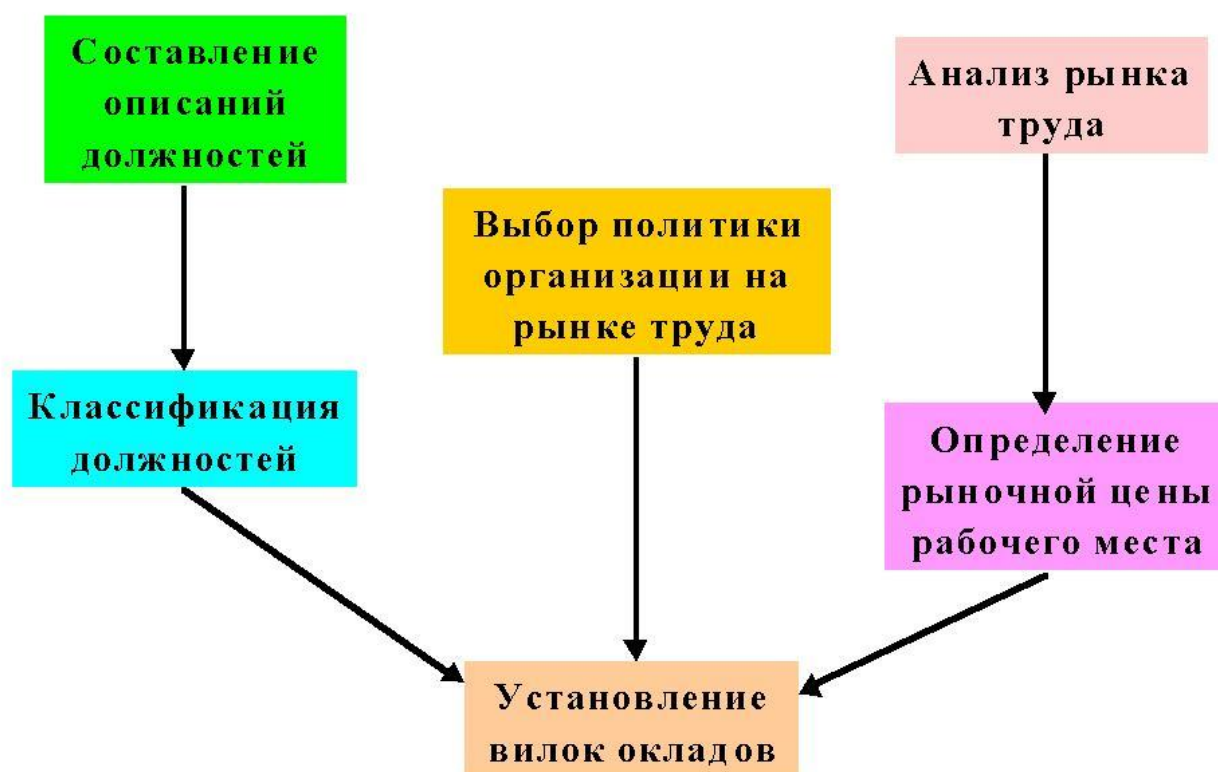 Составление
описаний
должностей
Анализ рынка
труда
Выбор политики
организации на
рынке труда
Классификация
должностей
Определение
рыночной цены
рабочего места
Установление
вилок окладов